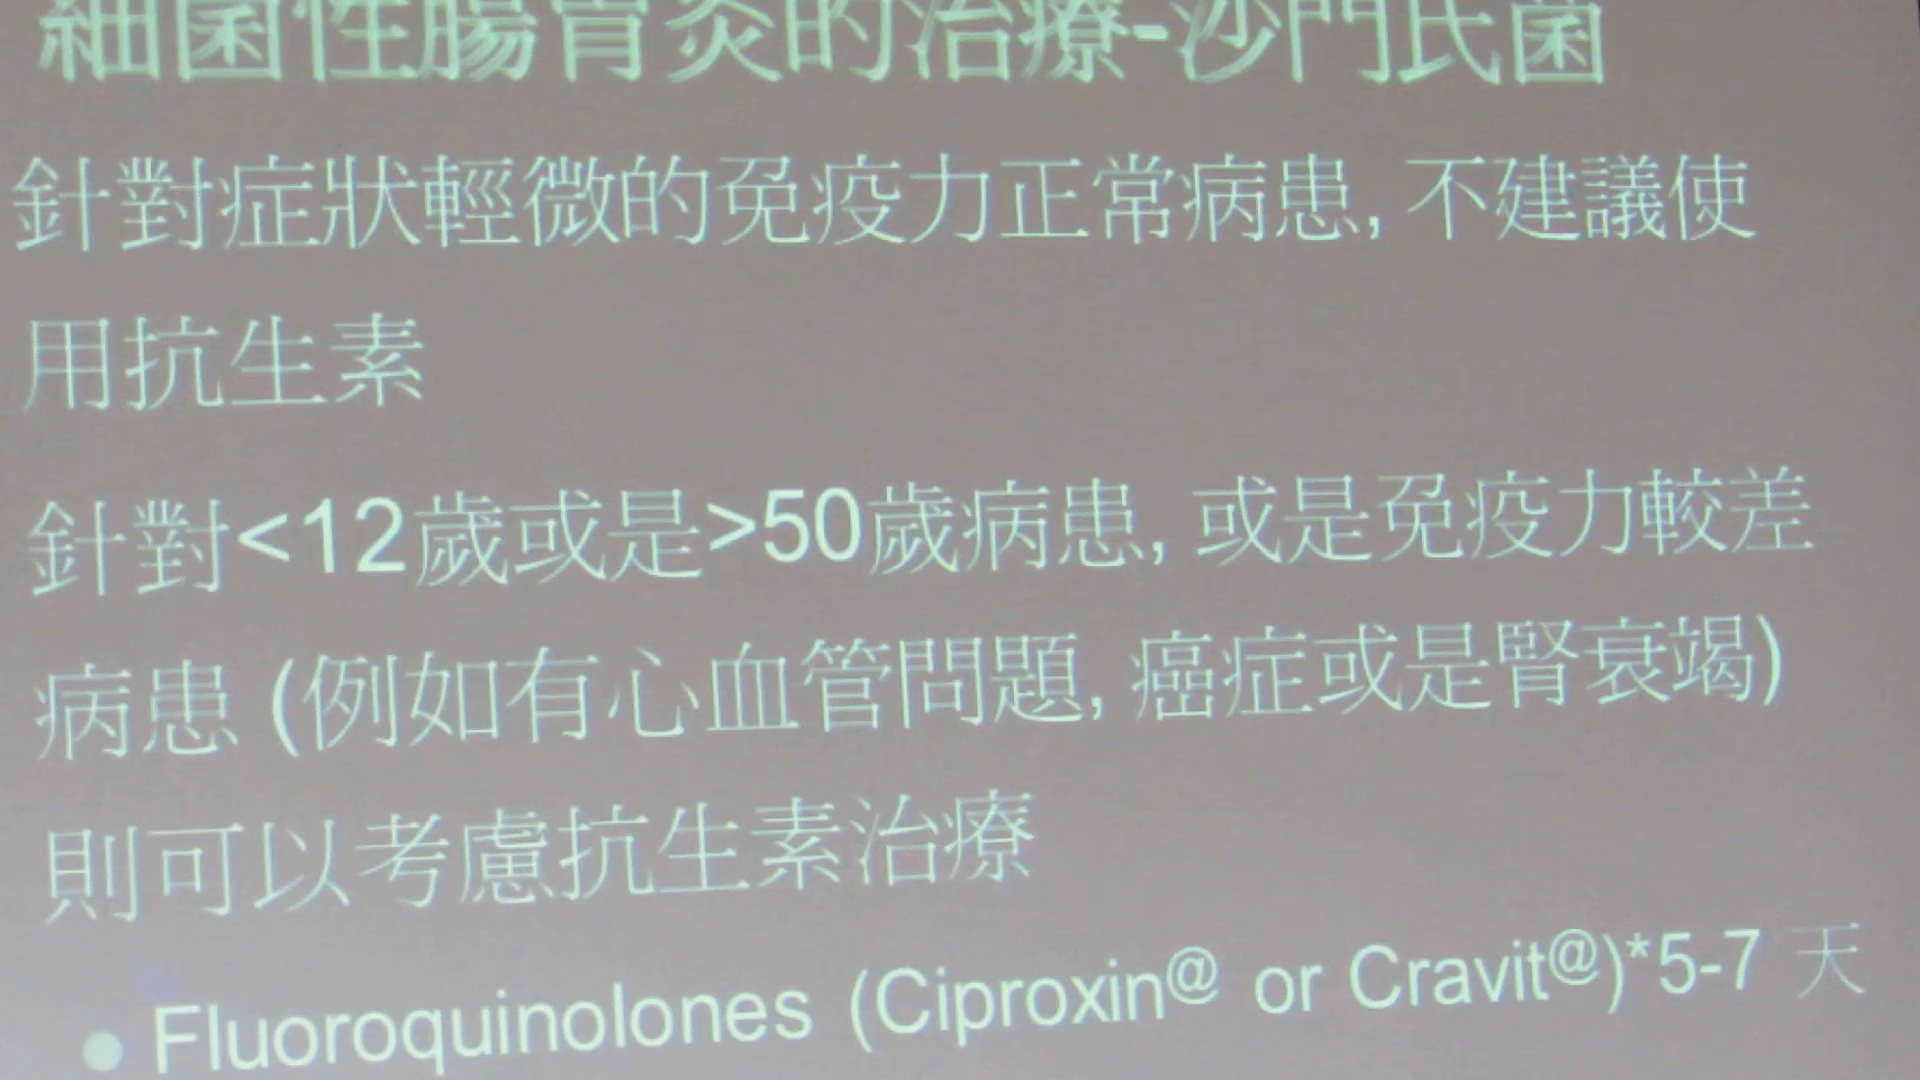 細菌性腸胃炎的治療-沙門氏菌
針對症狀輕微的免疫力正常病患, 不建議使
用抗生素
針對<12歲或是>50歲病患, 或是免疫力較差
病患 (例如有心血管問題, 癌症或是腎衰竭)
則可以考慮抗生素治療
● Fluoroquinolones (Ciproxin@ or Cravit@)*5-7 天